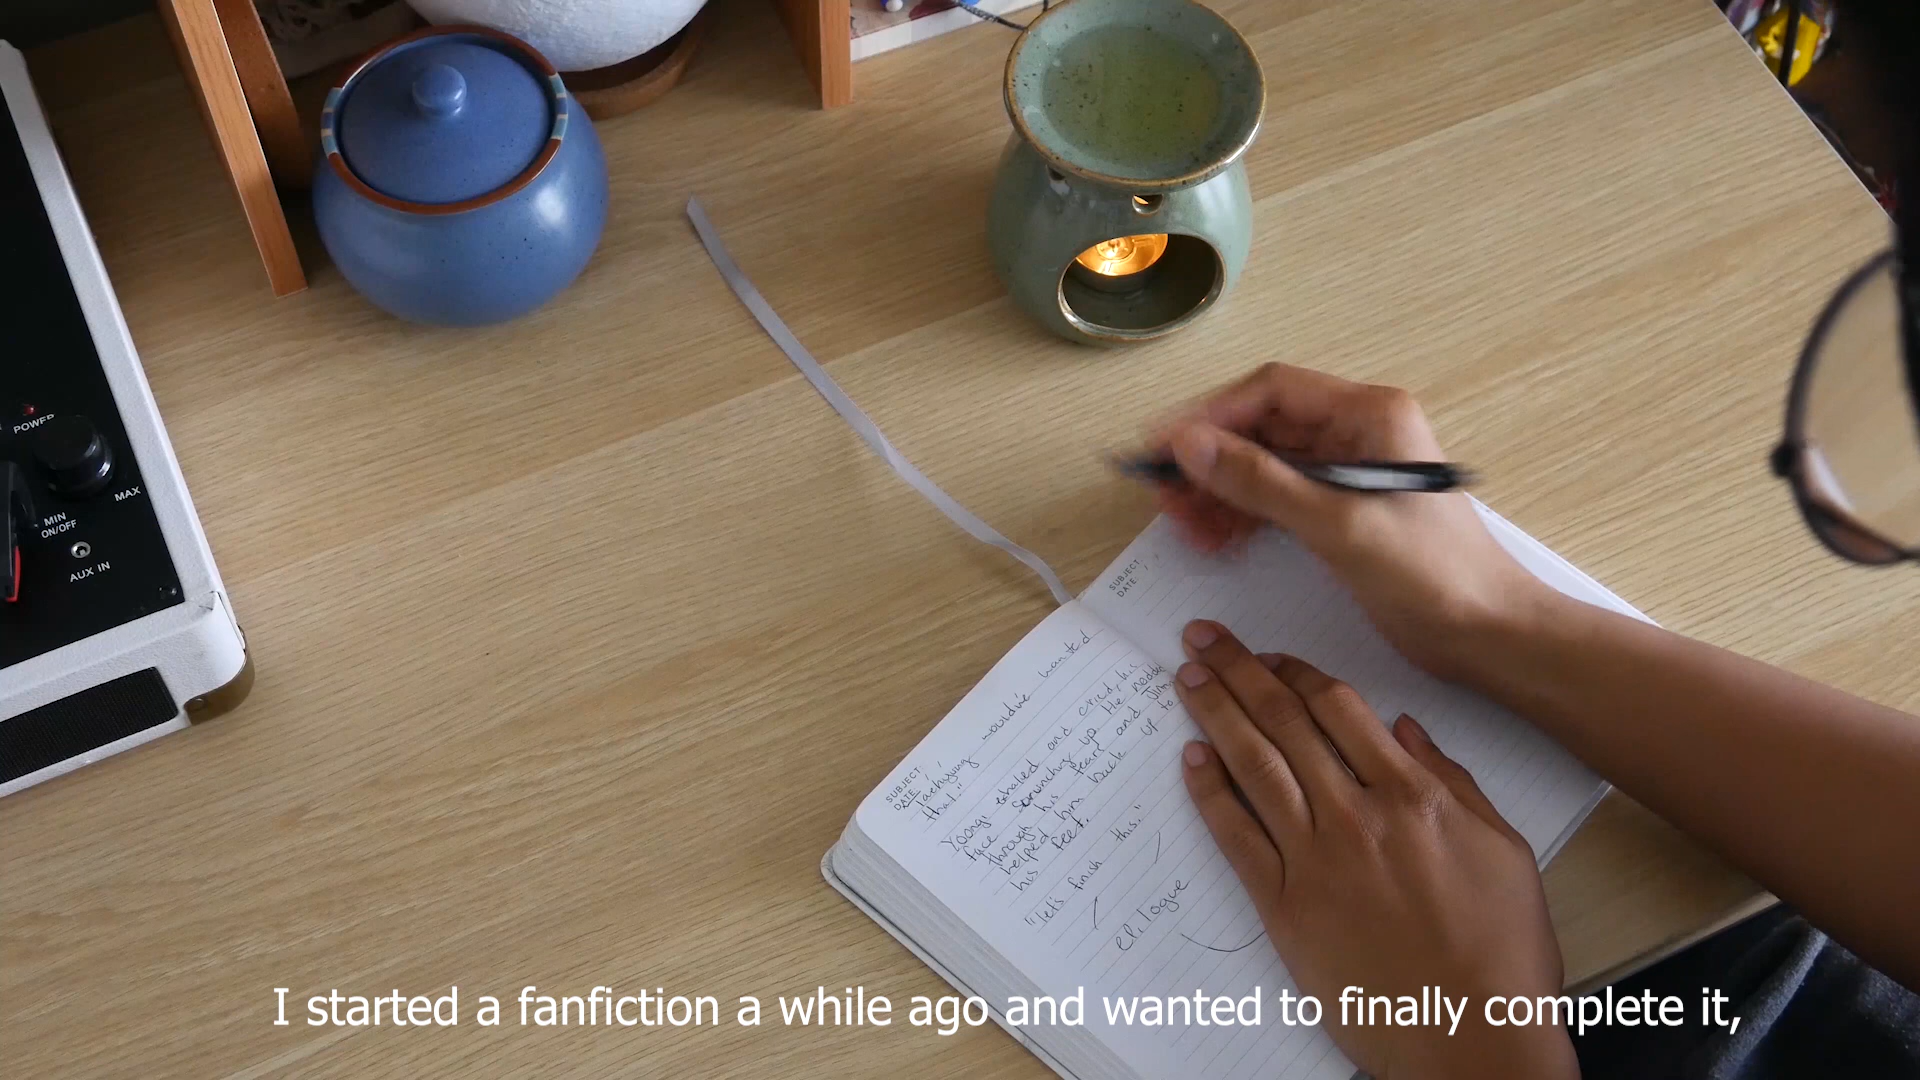 POWER
MAX
MIN
ON/OFF
AUX IN
SUBJECT
DATE
SUBJECT
DATE
Taehyung would've wanted
that."
Yoongi exhaled and cried, his
face scrunching up. He nodded
through his tears and Jimin
helped him back up to
his feet.
"Let's finish this."
epilogue
I started a fanfiction a while ago and wanted to finally complete it,